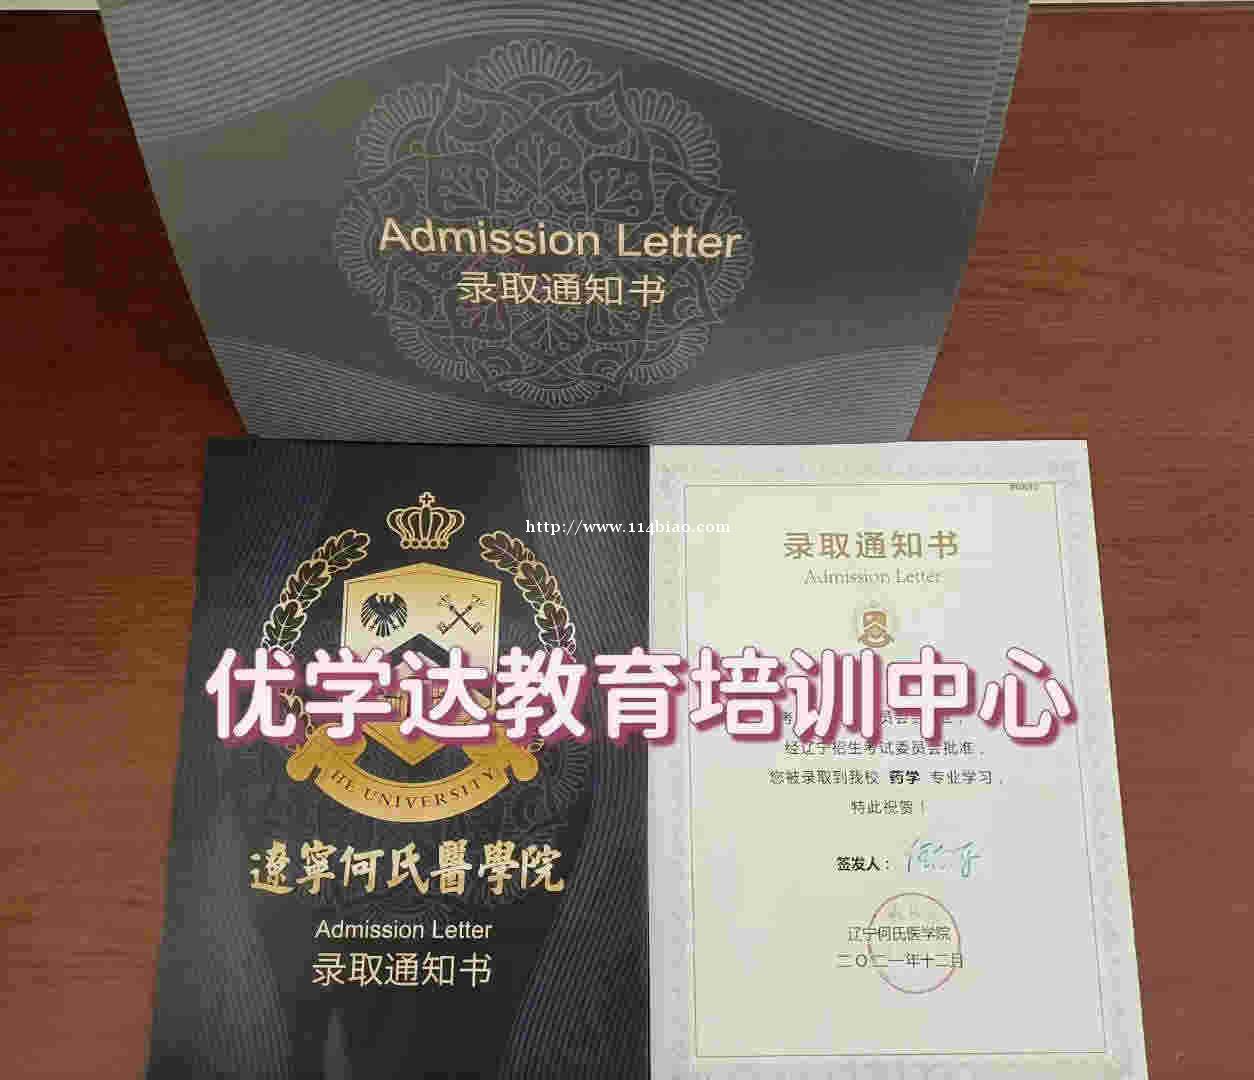 Admission Letter
录取通知书
http://www.114biao.com
录取通知书
Admission Letter
优学达教育培训中心
HE UNIVERSITY
经辽宁招生考试委员会批准，
您被录取到我校 药学 专业学习，
特此祝贺！
签发人：
辽宁何氏医学院
二〇二一年十二月
遼寧何氏醫學院
Admission Letter
录取通知书